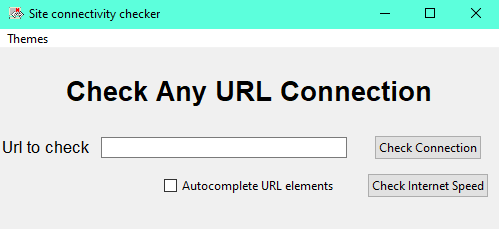 Site connectivity checker
Themes
Check Any URL Connection
Url to check
Check Connection
Autocomplete URL elements
Check Internet Speed